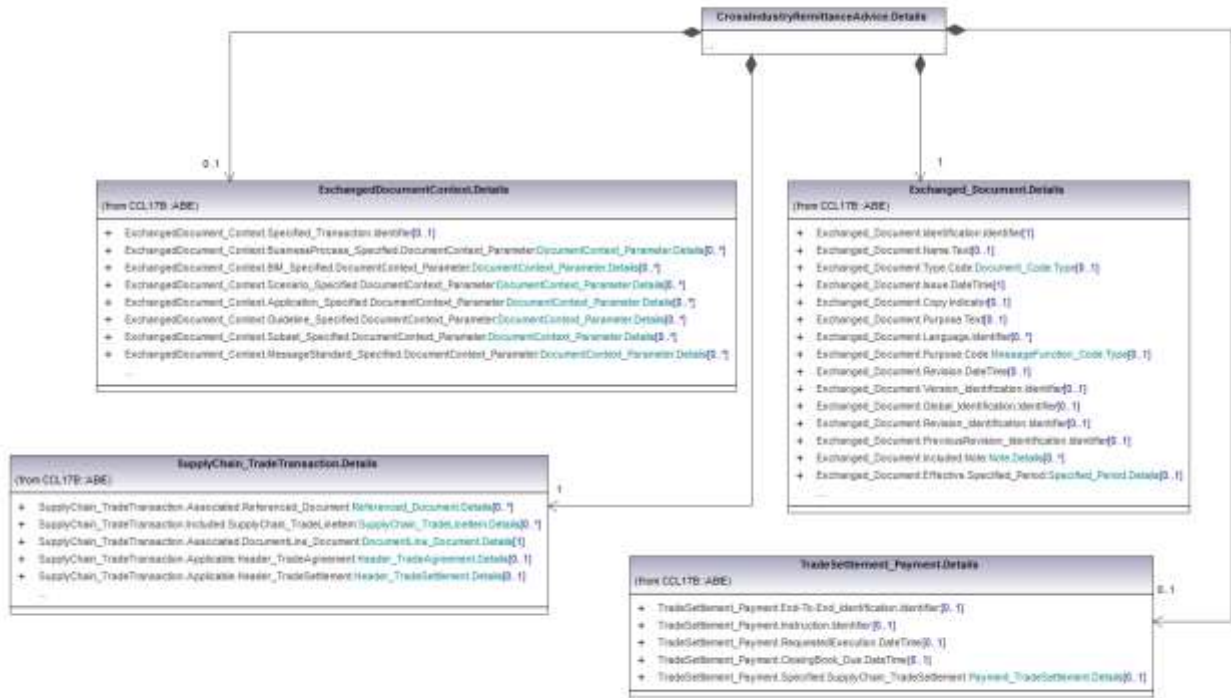 CrossIndustryRemittanceAdvice.Details
...
0..1
1
ExchangedDocumentContext.Details
(from CCL17B::ABIE)
+ ExchangedDocument_Context.Specified_Transaction.Identifier[0..1]
+ ExchangedDocument_Context.BusinessProcess_Specified.DocumentContext_Parameter:DocumentContext_Parameter.Details[0..*]
+ ExchangedDocument_Context.BIM_Specified.DocumentContext_Parameter:DocumentContext_Parameter.Details[0..*]
+ ExchangedDocument_Context.Scenario_Specified.DocumentContext_Parameter:DocumentContext_Parameter.Details[0..*]
+ ExchangedDocument_Context.Application_Specified.DocumentContext_Parameter:DocumentContext_Parameter.Details[0..*]
+ ExchangedDocument_Context.Guideline_Specified.DocumentContext_Parameter:DocumentContext_Parameter.Details[0..*]
+ ExchangedDocument_Context.Subset_Specified.DocumentContext_Parameter:DocumentContext_Parameter.Details[0..*]
+ ExchangedDocument_Context.MessageStandard_Specified.DocumentContext_Parameter:DocumentContext_Parameter.Details[0..*]
...
Exchanged_Document.Details
(from CCL17B::ABIE)
+ Exchanged_Document.Identification.Identifier[1]
+ Exchanged_Document.Name.Text[0..1]
+ Exchanged_Document.Type.Code:Document_Code.Type[0..1]
+ Exchanged_Document.Issue.DateTime[1]
+ Exchanged_Document.Copy.Indicator[0..1]
+ Exchanged_Document.Purpose.Text[0..1]
+ Exchanged_Document.Language.Identifier[0..*]
+ Exchanged_Document.Purpose.Code:MessageFunction_Code.Type[0..1]
+ Exchanged_Document.Revision.DateTime[0..1]
+ Exchanged_Document.Version_Identification.Identifier[0..1]
+ Exchanged_Document.Global_Identification.Identifier[0..1]
+ Exchanged_Document.Revision_Identification.Identifier[0..1]
+ Exchanged_Document.PreviousRevision_Identification.Identifier[0..1]
+ Exchanged_Document.Included.Note:Note.Details[0..*]
+ Exchanged_Document.Effective.Specified_Period:Specified_Period.Details[0..1]
...
SupplyChain_TradeTransaction.Details
(from CCL17B::ABIE)
1
+ SupplyChain_TradeTransaction.Associated.Referenced_Document:Referenced_Document.Details[0..*]
+ SupplyChain_TradeTransaction.Included.SupplyChain_TradeLineItem:SupplyChain_TradeLineItem.Details[0..*]
+ SupplyChain_TradeTransaction.Associated.DocumentLine_Document:DocumentLine_Document.Details[1]
+ SupplyChain_TradeTransaction.Applicable.Header_TradeAgreement:Header_TradeAgreement.Details[0..1]
+ SupplyChain_TradeTransaction.Applicable.Header_TradeSettlement:Header_TradeSettlement.Details[0..1]
...
TradeSettlement_Payment.Details
(from CCL17B::ABIE)
0..1
+ TradeSettlement_Payment.End-To-End_Identification.Identifier[0..1]
+ TradeSettlement_Payment.Instruction.Identifier[0..1]
+ TradeSettlement_Payment.RequestedExecution.DateTime[0..1]
+ TradeSettlement_Payment.ClosingBook_Due.DateTime[0..1]
+ TradeSettlement_Payment.Specified.SupplyChain_TradeSettlement:Payment_TradeSettlement.Details[0..1]